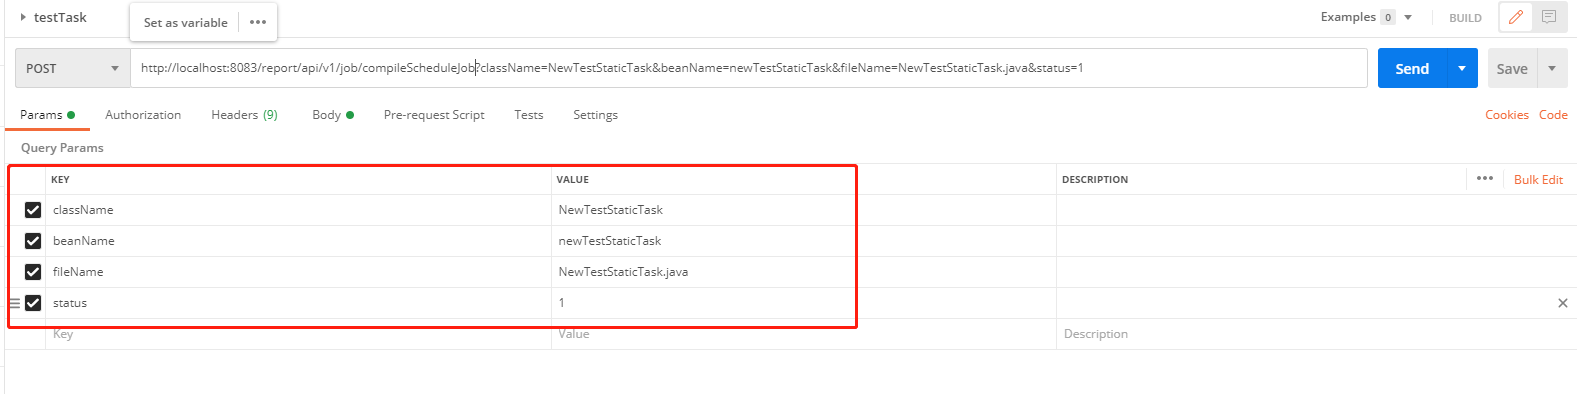 testTask
Set as variable •••
Examples 0
BUILD
POST
http://localhost:8083/report/api/v1/job/compileScheduleJob?className=NewTestStaticTask&beanName=newTestStaticTask&fileName=NewTestStaticTask.java&status=1
Send
Save
Params Authorization Headers (9) Body Pre-request Script Tests Settings Cookies Code
Query Params
KEY VALUE DESCRIPTION ••• Bulk Edit
className NewTestStaticTask
beanName newTestStaticTask
fileName NewTestStaticTask.java
status 1
Key Value Description